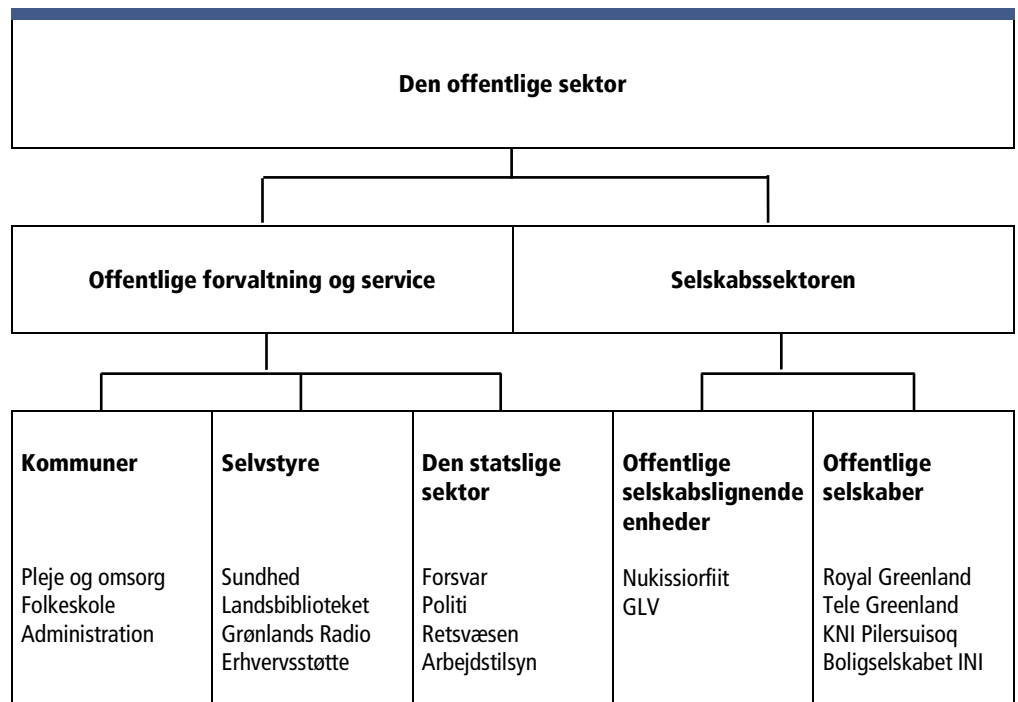 Den offentlige sektor
Offentlige forvaltning og service
Selskabssektoren
Kommuner
Pleje og omsorg
Folkeskole
Administration
Selvstyre
Sundhed
Landsbiblioteket
Grønlands Radio
Erhvervsstøtte
Den statslige
sektor
Forsvar
Politi
Retsvæsen
Arbejdstilsyn
Offentlige
selskabslignende
enheder
Nukissiorfiit
GLV
Offentlige
selskaber
Royal Greenland
Tele Greenland
KNI Pilersuisoq
Boligselskabet INI